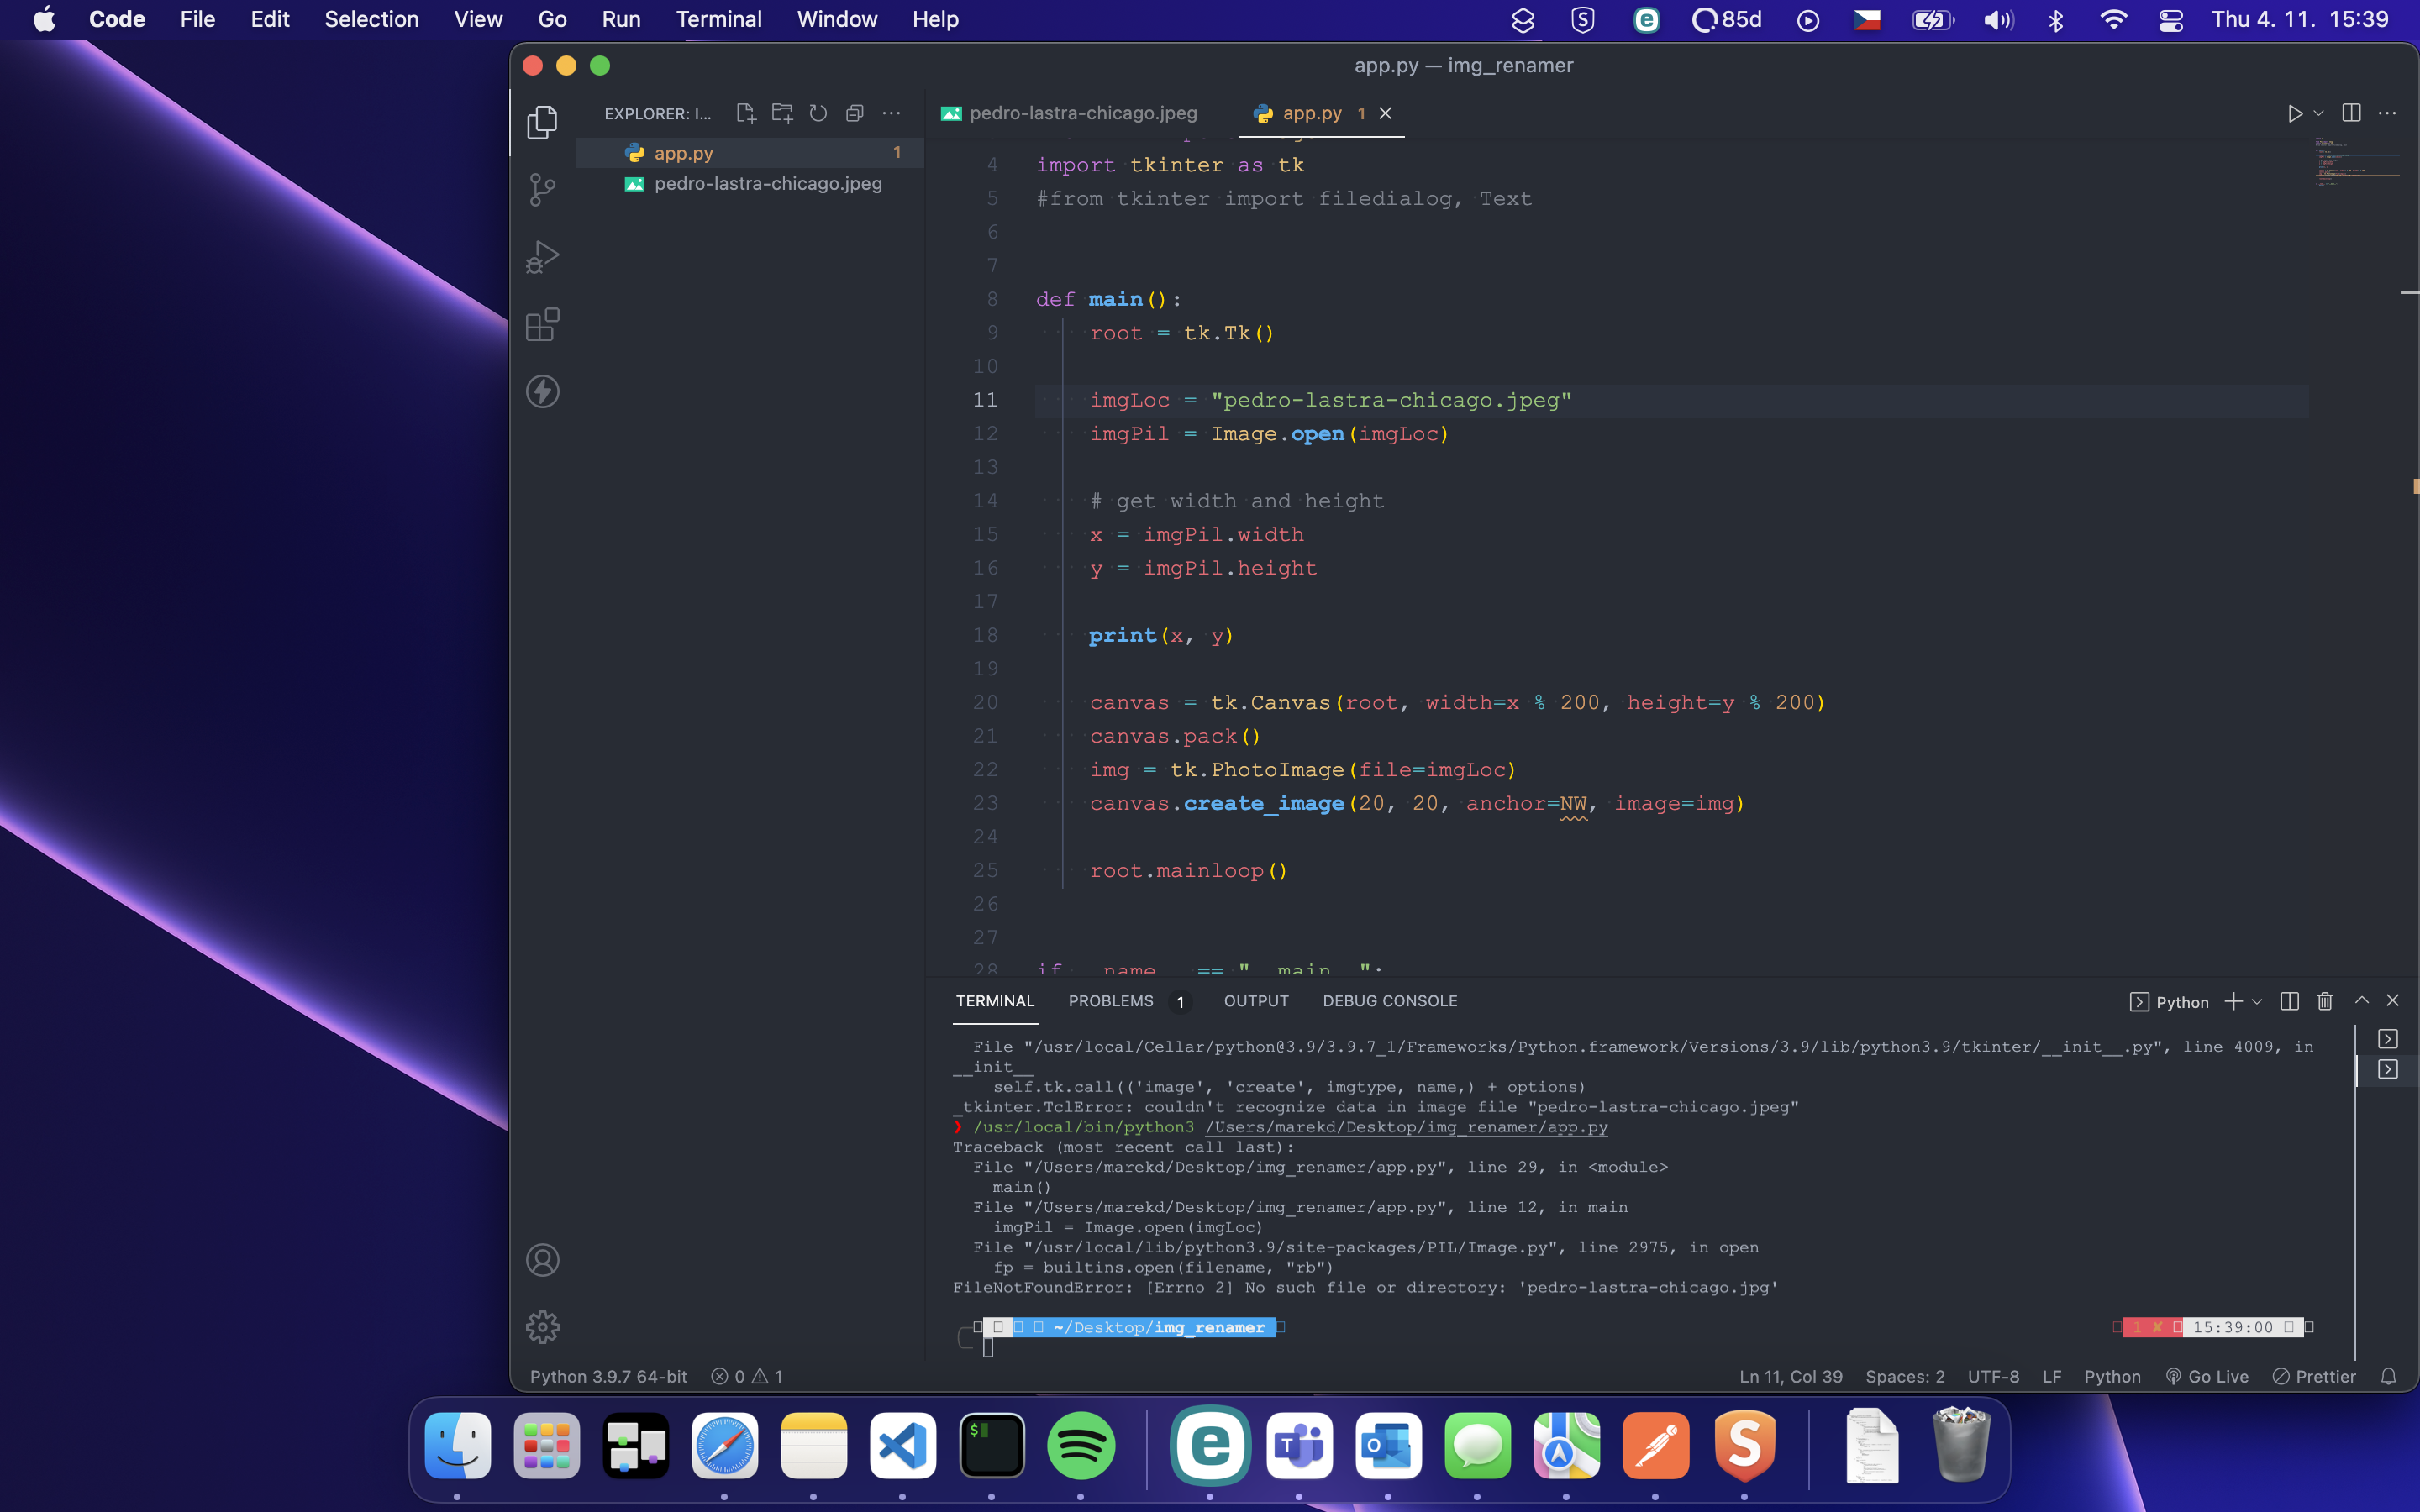 Code File Edit Selection View Go Run Terminal Window Help 85d Thu 4. 11. 15:39
app.py — img_renamer
EXPLORER: I...
app.py 1
pedro-lastra-chicago.jpeg
pedro-lastra-chicago.jpeg app.py 1
4 import tkinter as tk
5 #from tkinter import filedialog, Text
6
7
8 def main():
9 root = tk.Tk()
10
11 imgLoc = "pedro-lastra-chicago.jpeg"
12 imgPil = Image.open(imgLoc)
13
14 # get width and height
15 x = imgPil.width
16 y = imgPil.height
17
18 print(x, y)
19
20 canvas = tk.Canvas(root, width=x % 200, height=y % 200)
21 canvas.pack()
22 img = tk.PhotoImage(file=imgLoc)
23 canvas.create_image(20, 20, anchor=NW, image=img)
24
25 root.mainloop()
26
27
28 if __name__ == "__main__":
TERMINAL PROBLEMS 1 OUTPUT DEBUG CONSOLE Python
File "/usr/local/Cellar/python@3.9/3.9.7_1/Frameworks/Python.framework/Versions/3.9/lib/python3.9/tkinter/__init__.py", line 4009, in
__init__
self.tk.call(('image', 'create', imgtype, name,) + options)
_tkinter.TclError: couldn't recognize data in image file "pedro-lastra-chicago.jpeg"
❯ /usr/local/bin/python3 /Users/marekd/Desktop/img_renamer/app.py
Traceback (most recent call last):
File "/Users/marekd/Desktop/img_renamer/app.py", line 29, in <module>
main()
File "/Users/marekd/Desktop/img_renamer/app.py", line 12, in main
imgPil = Image.open(imgLoc)
File "/usr/local/lib/python3.9/site-packages/PIL/Image.py", line 2975, in open
fp = builtins.open(filename, "rb")
FileNotFoundError: [Errno 2] No such file or directory: 'pedro-lastra-chicago.jpg'
~/Desktop/img_renamer 1 ✘ 15:39:00
Python 3.9.7 64-bit 0 1 Ln 11, Col 39 Spaces: 2 UTF-8 LF Python Go Live Prettier